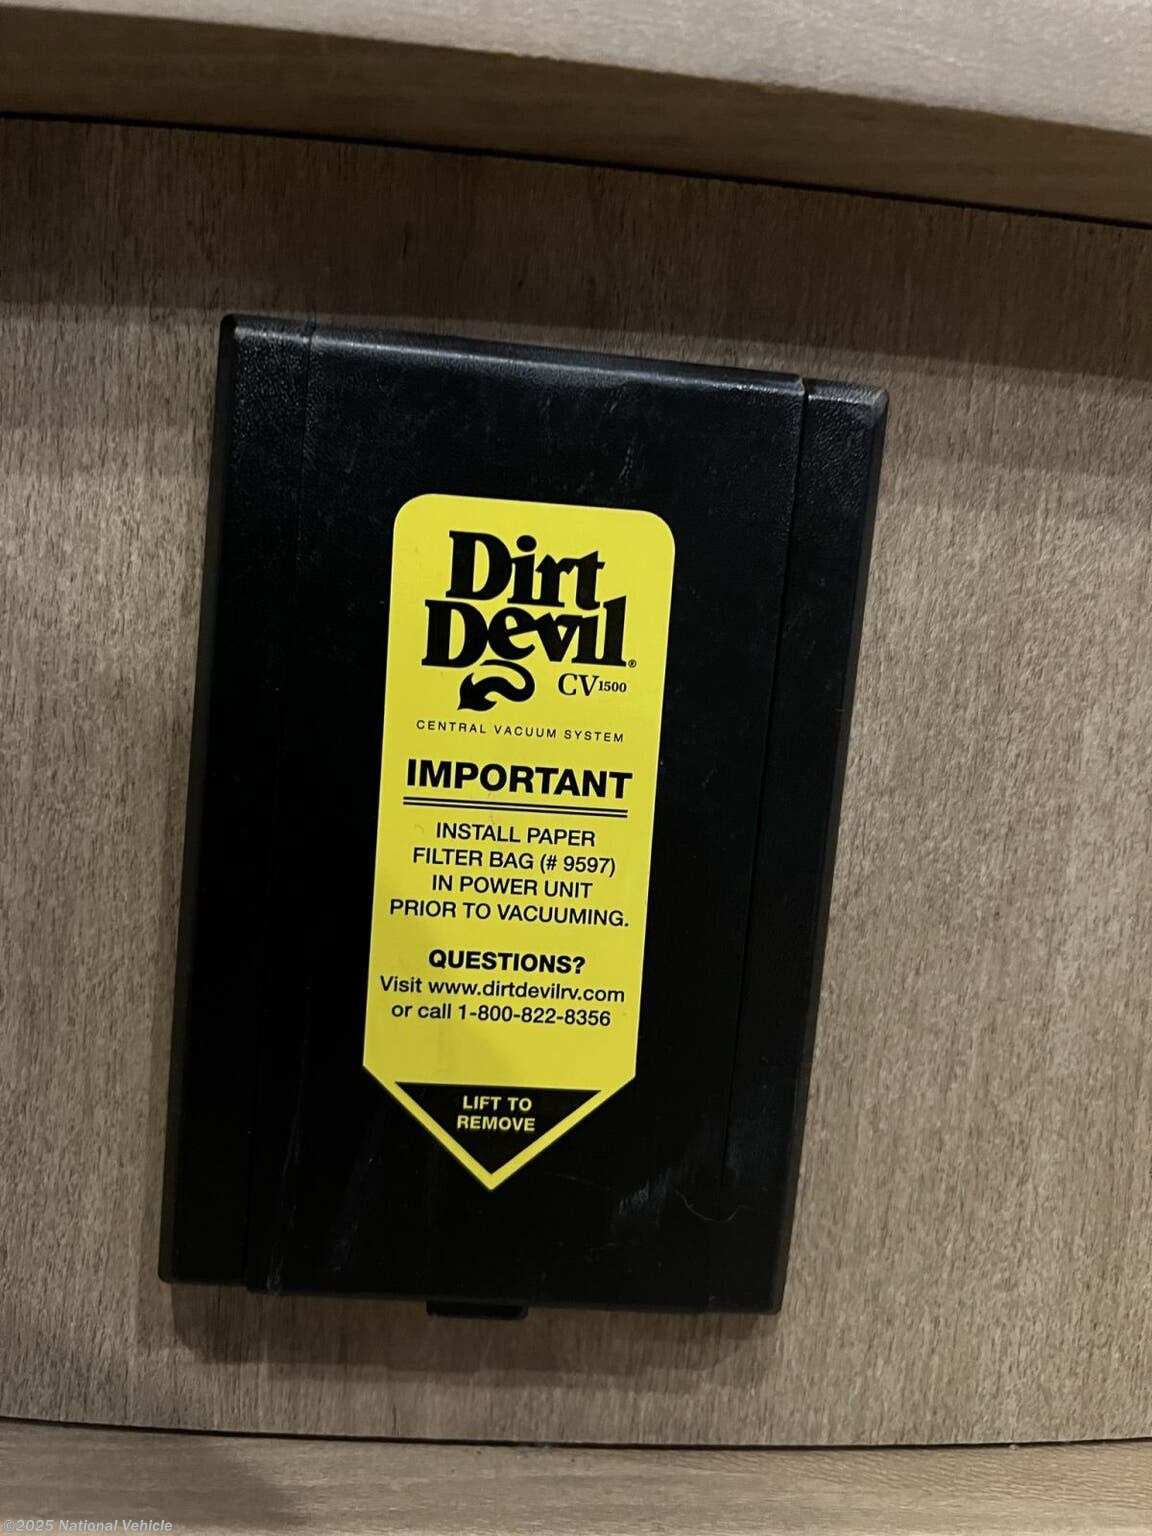 Dirt
Devil®
CV1500
CENTRAL VACUUM SYSTEM
IMPORTANT
INSTALL PAPER
FILTER BAG (# 9597)
IN POWER UNIT
PRIOR TO VACUUMING.
QUESTIONS?
Visit www.dirtdevilrv.com
or call 1-800-822-8356
LIFT TO
REMOVE
©2025 National Vehicle